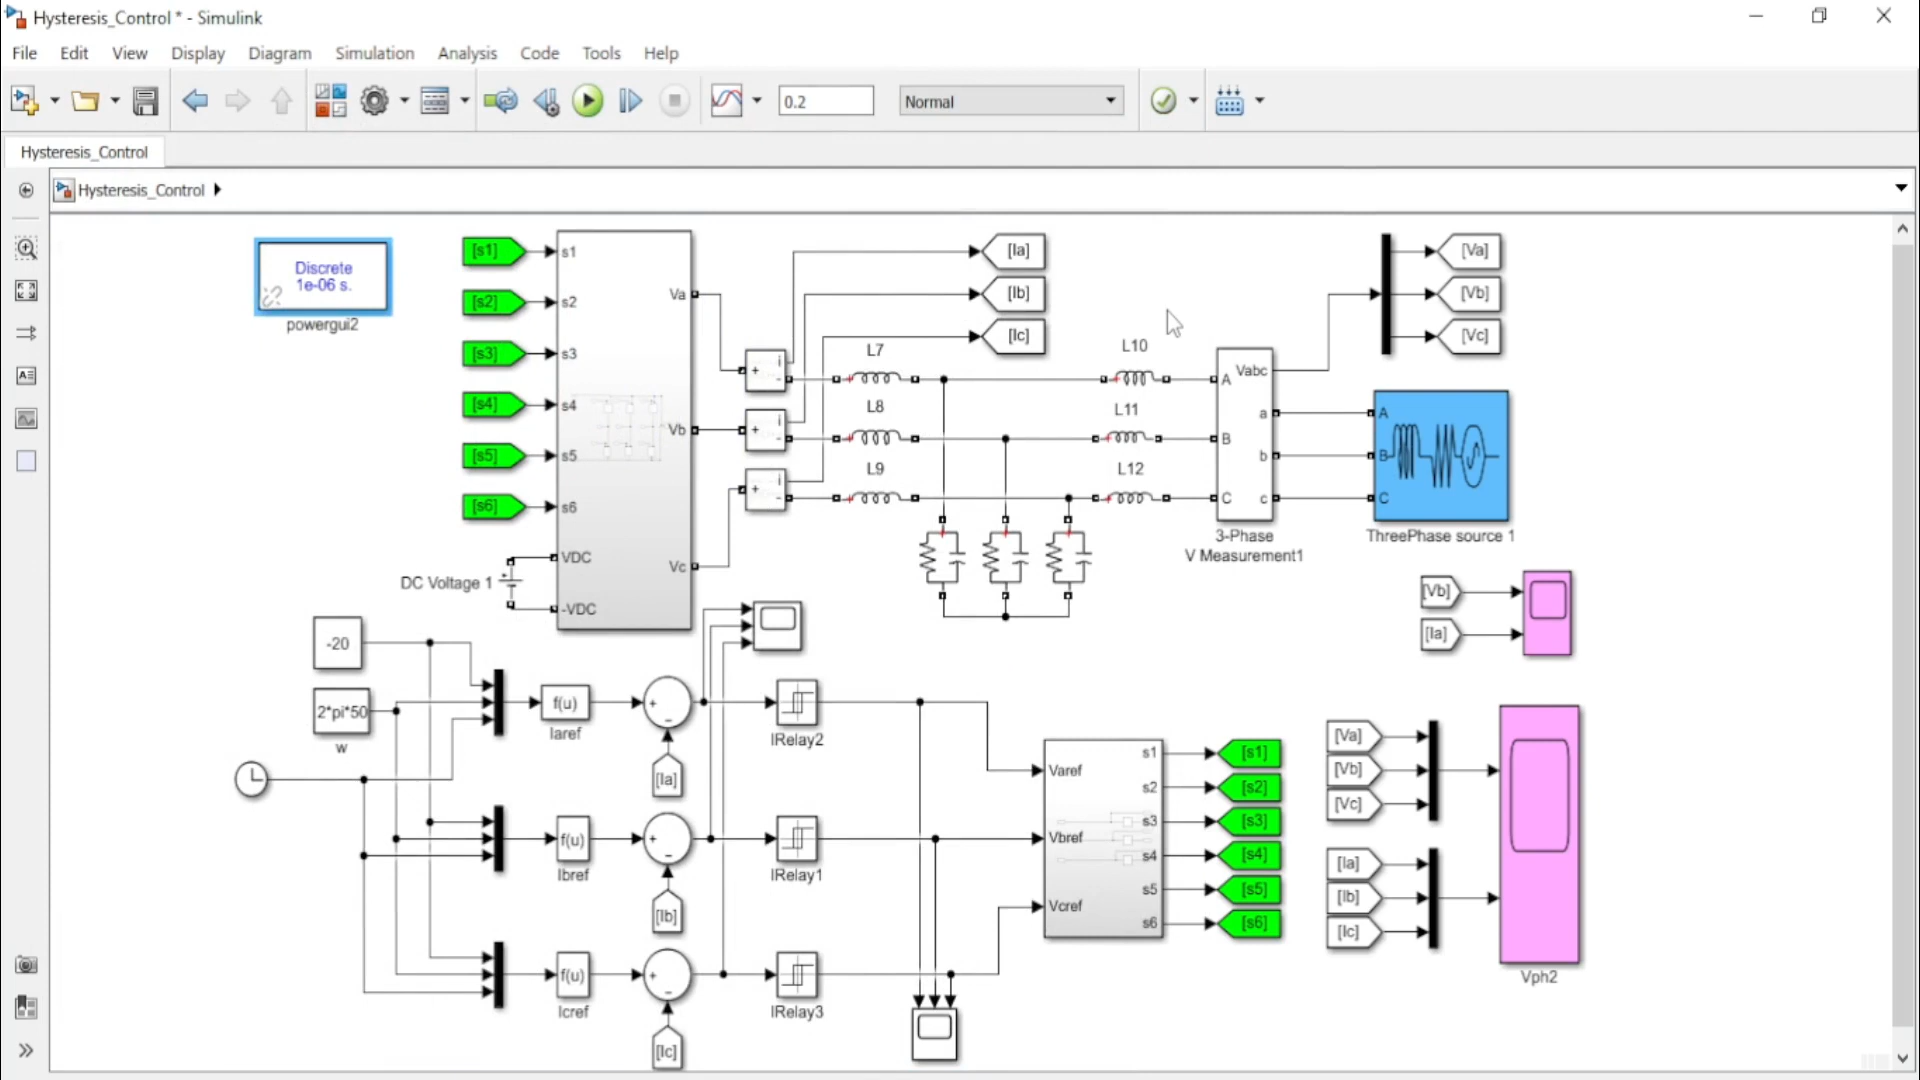 Hysteresis_Control * - Simulink
File Edit View Display Diagram Simulation Analysis Code Tools Help
0.2
Normal
Hysteresis_Control
Hysteresis_Control
Discrete
1e-06 s.
powergui2
[s1]
[s2]
[s3]
[s4]
[s5]
[s6]
s1
s2
s3
s4
s5
s6
VDC
-VDC
Va
Vb
Vc
DC Voltage 1
+ i -
+ i -
+ i -
[Ia]
[Ib]
[Ic]
L7
L8
L9
L10
L11
L12
A
B
C
Vabc
a
b
c
3-Phase
V Measurement1
[Va]
[Vb]
[Vc]
A
B
C
ThreePhase source 1
[Vb]
[Ia]
-20
2*pi*50
w
f(u)
Iaref
[Ia]
IRelay2
f(u)
Ibref
[Ib]
IRelay1
f(u)
Icref
[Ic]
IRelay3
Varef
Vbref
Vcref
s1
s2
s3
s4
s5
s6
[s1]
[s2]
[s3]
[s4]
[s5]
[s6]
[Va]
[Vb]
[Vc]
[Ia]
[Ib]
[Ic]
Vph2